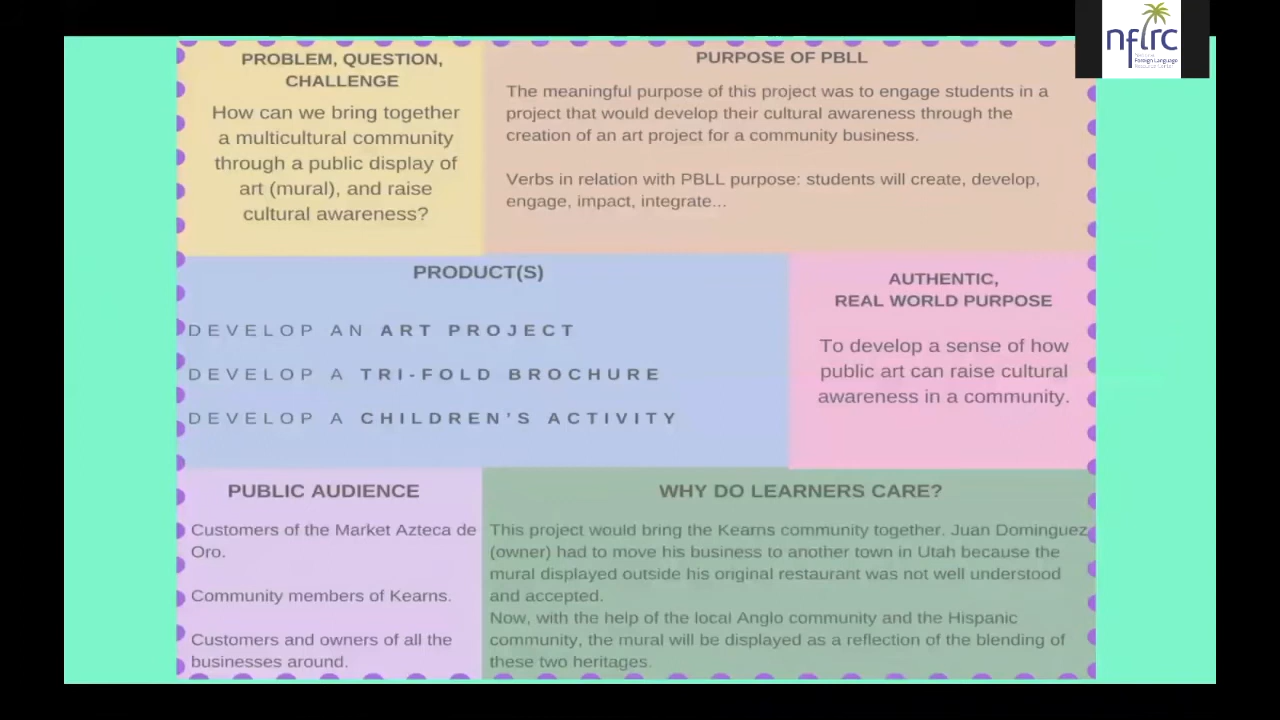 nflrc
Foreign Language
PROBLEM, QUESTION,
CHALLENGE
How can we bring together
a multicultural community
through a public display of
art (mural), and raise
cultural awareness?
PURPOSE OF PBLL
The meaningful purpose of this project was to engage students in a
project that would develop their cultural awareness through the
creation of an art project for a community business.
Verbs in relation with PBLL purpose: students will create, develop,
engage, impact, integrate...
PRODUCT(S)
DEVELOP AN ART PROJECT
DEVELOP A TRI-FOLD BROCHURE
DEVELOP A CHILDREN'S ACTIVITY
AUTHENTIC,
REAL WORLD PURPOSE
To develop a sense of how
public art can raise cultural
awareness in a community.
PUBLIC AUDIENCE
Customers of the Market Azteca de
Oro.
Community members of Kearns.
Customers and owners of all the
businesses around.
WHY DO LEARNERS CARE?
This project would bring the Kearns community together. Juan Dominguez
(owner) had to move his business to another town in Utah because the
mural displayed outside his original restaurant was not well understood
and accepted.
Now, with the help of the local Anglo community and the Hispanic
community, the mural will be displayed as a reflection of the blending of
these two heritages.